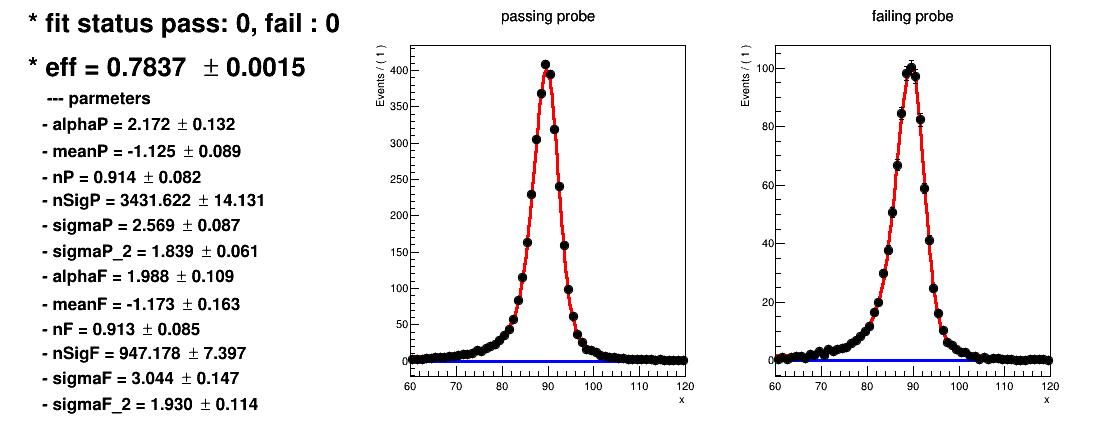 * fit status pass: 0, fail : 0
* eff = 0.7837 ± 0.0015
--- parmeters
- alphaP = 2.172 ± 0.132
- meanP = -1.125 ± 0.089
- nP = 0.914 ± 0.082
- nSigP = 3431.622 ± 14.131
- sigmaP = 2.569 ± 0.087
- sigmaP_2 = 1.839 ± 0.061
- alphaF = 1.988 ± 0.109
- meanF = -1.173 ± 0.163
- nF = 0.913 ± 0.085
- nSigF = 947.178 ± 7.397
- sigmaF = 3.044 ± 0.147
- sigmaF_2 = 1.930 ± 0.114
passing probe
Events / ( 1 )
400
350
300
250
200
150
100
50
0
60 70 80 90 100 110 120
x
failing probe
Events / ( 1 )
100
80
60
40
20
0
60 70 80 90 100 110 120
x